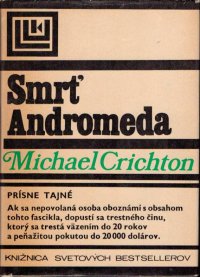 Smrť
Andromeda
Michael Crichton
PRÍSNE TAJNÉ
Ak sa nepovolaná osoba oboznámi s obsahom
tohto fascikla, dopustí sa trestného činu,
ktorý sa trestá väzením do 20 rokov
a peňažitou pokutou do 20 000 dolárov.
KNIŽNICA SVETOVÝCH BESTSELLEROV